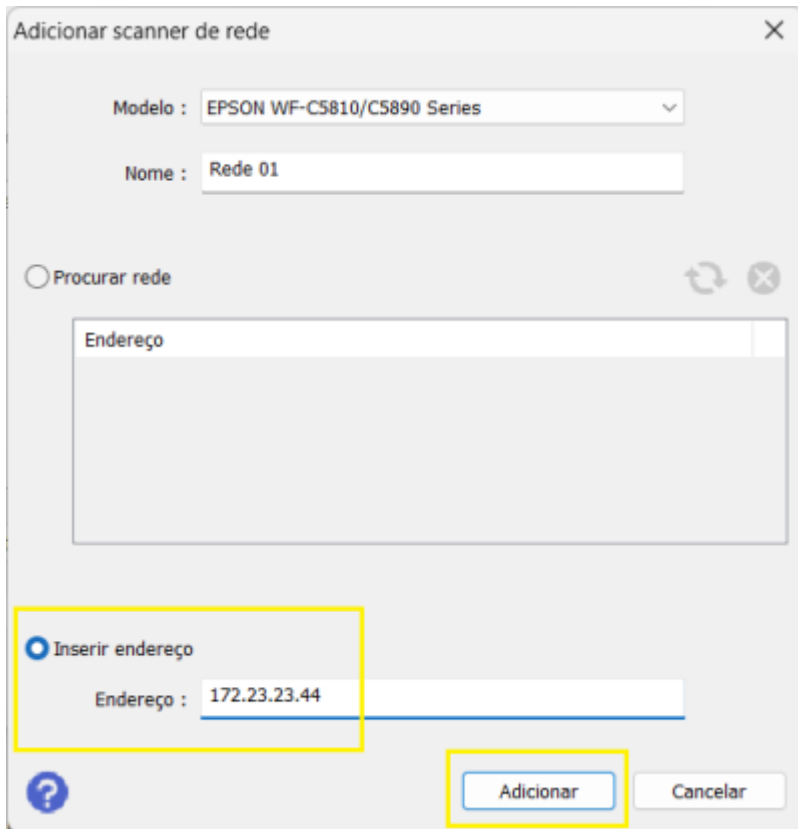 Adicionar scanner de rede
Modelo : EPSON WF-C5810/C5890 Series
Nome : Rede 01
Procurar rede
Endereço
Inserir endereço
Endereço : 172.23.23.44
Adicionar Cancelar